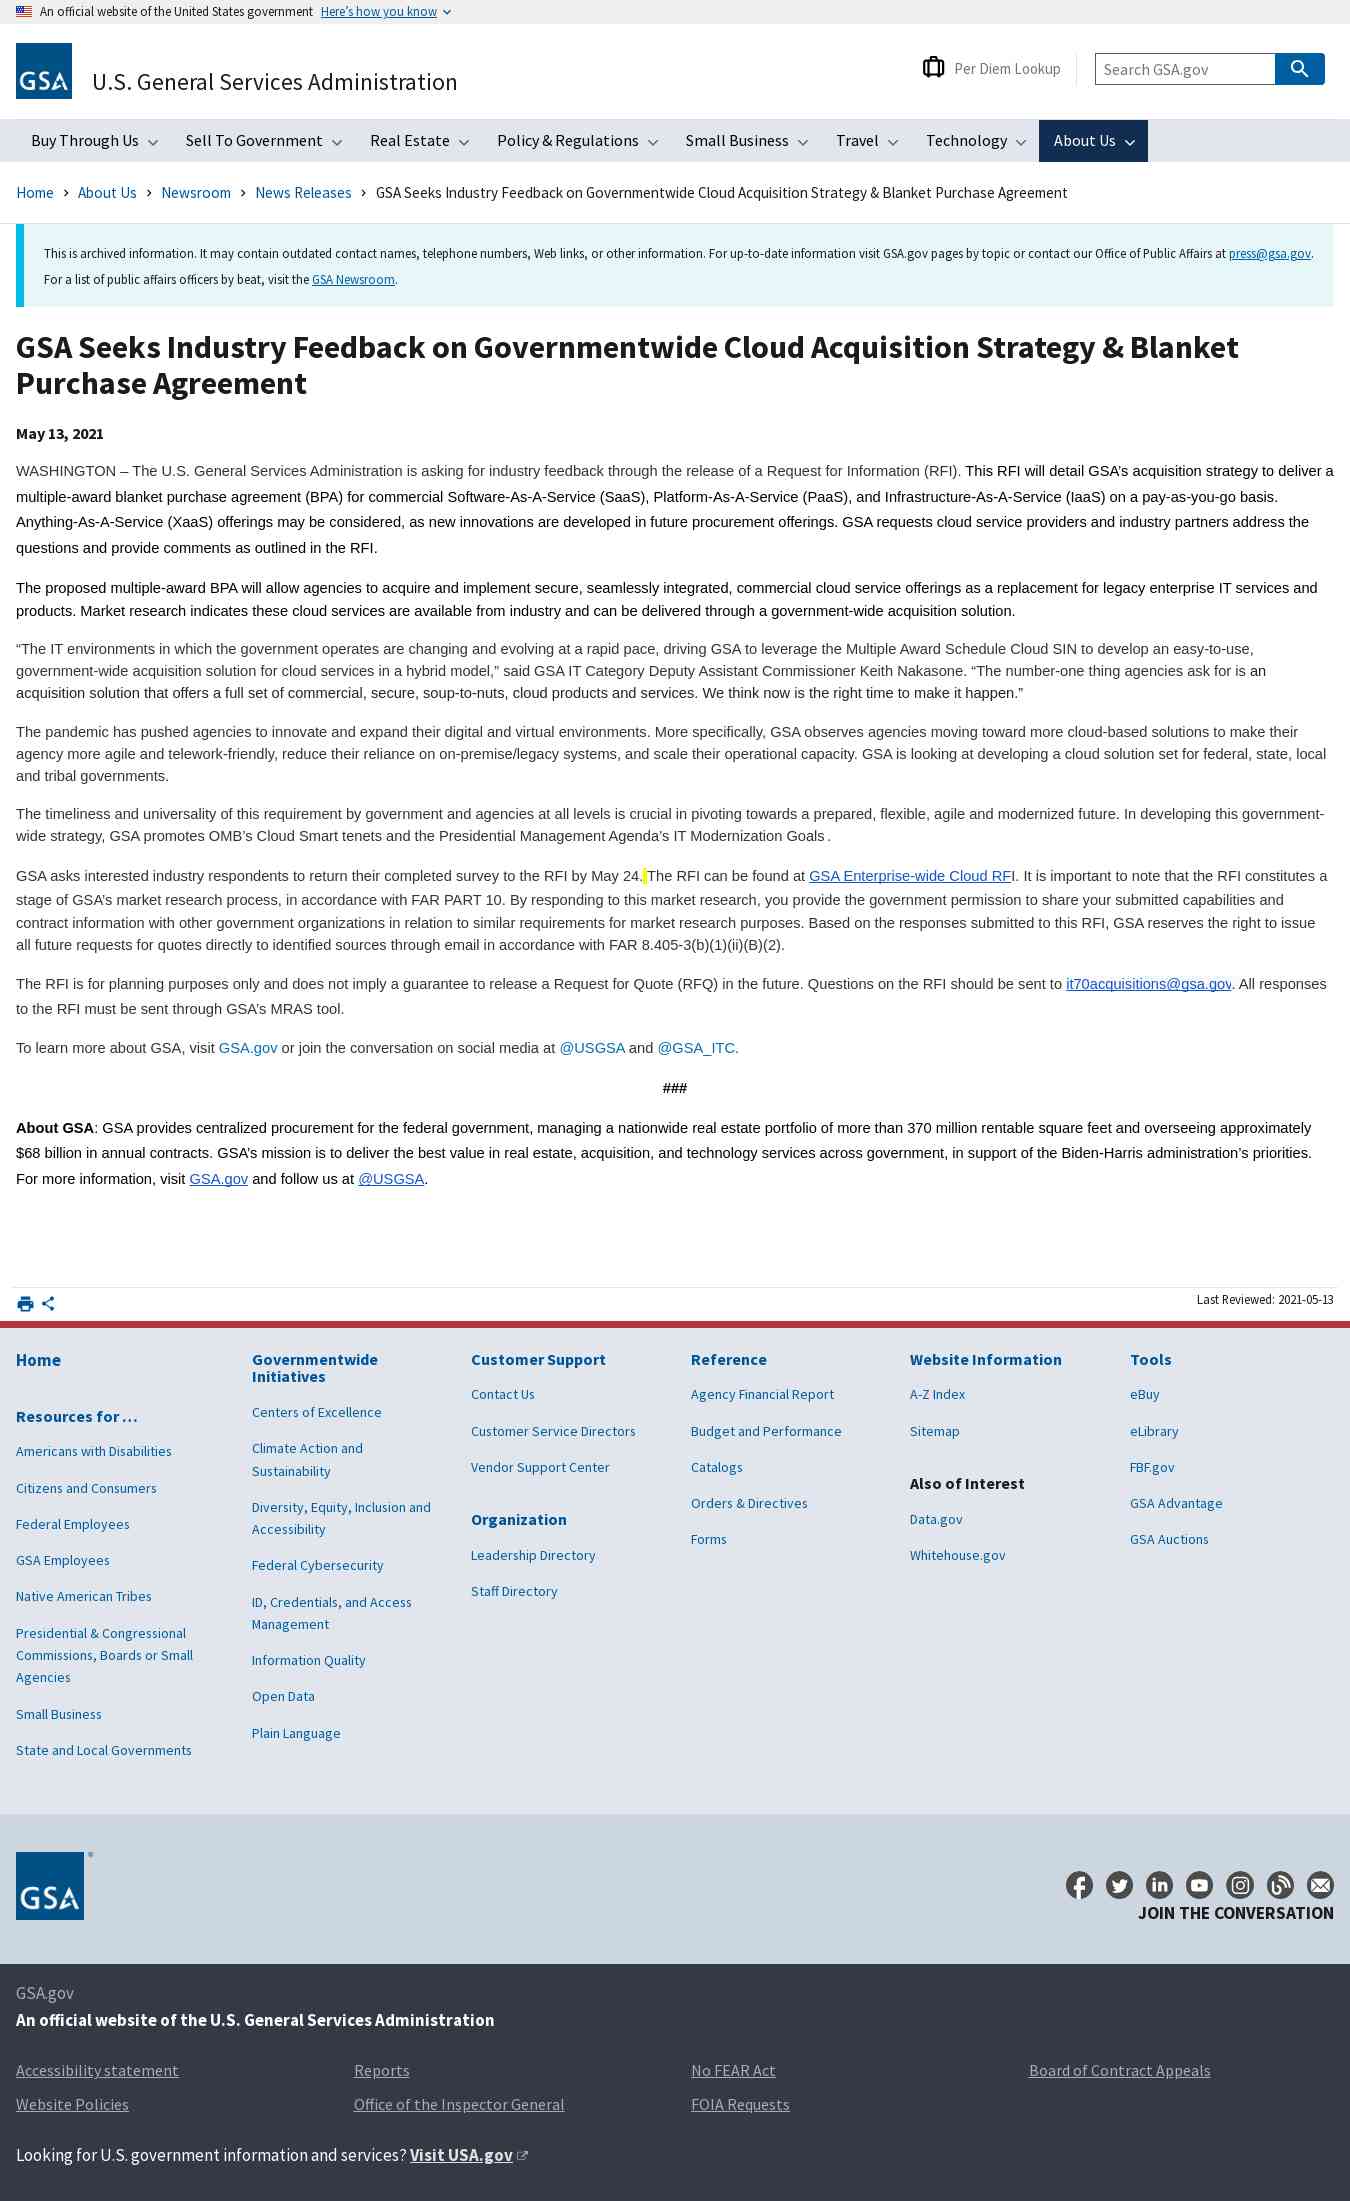 An official website of the United States government Here's how you know
GSA
U.S. General Services Administration
Per Diem Lookup
Search GSA.gov
Buy Through Us Sell To Government Real Estate Policy & Regulations Small Business Travel Technology About Us
Home > About Us > Newsroom > News Releases > GSA Seeks Industry Feedback on Governmentwide Cloud Acquisition Strategy & Blanket Purchase Agreement
This is archived information. It may contain outdated contact names, telephone numbers, Web links, or other information. For up-to-date information visit GSA.gov pages by topic or contact our Office of Public Affairs at press@gsa.gov.
For a list of public affairs officers by beat, visit the GSA Newsroom.
GSA Seeks Industry Feedback on Governmentwide Cloud Acquisition Strategy & Blanket
Purchase Agreement
May 13, 2021
WASHINGTON – The U.S. General Services Administration is asking for industry feedback through the release of a Request for Information (RFI). This RFI will detail GSA's acquisition strategy to deliver a
multiple-award blanket purchase agreement (BPA) for commercial Software-As-A-Service (SaaS), Platform-As-A-Service (PaaS), and Infrastructure-As-A-Service (IaaS) on a pay-as-you-go basis.
Anything-As-A-Service (XaaS) offerings may be considered, as new innovations are developed in future procurement offerings. GSA requests cloud service providers and industry partners address the
questions and provide comments as outlined in the RFI.
The proposed multiple-award BPA will allow agencies to acquire and implement secure, seamlessly integrated, commercial cloud service offerings as a replacement for legacy enterprise IT services and
products. Market research indicates these cloud services are available from industry and can be delivered through a government-wide acquisition solution.
“The IT environments in which the government operates are changing and evolving at a rapid pace, driving GSA to leverage the Multiple Award Schedule Cloud SIN to develop an easy-to-use,
government-wide acquisition solution for cloud services in a hybrid model,” said GSA IT Category Deputy Assistant Commissioner Keith Nakasone. “The number-one thing agencies ask for is an
acquisition solution that offers a full set of commercial, secure, soup-to-nuts, cloud products and services. We think now is the right time to make it happen.”
The pandemic has pushed agencies to innovate and expand their digital and virtual environments. More specifically, GSA observes agencies moving toward more cloud-based solutions to make their
agency more agile and telework-friendly, reduce their reliance on on-premise/legacy systems, and scale their operational capacity. GSA is looking at developing a cloud solution set for federal, state, local
and tribal governments.
The timeliness and universality of this requirement by government and agencies at all levels is crucial in pivoting towards a prepared, flexible, agile and modernized future. In developing this government-
wide strategy, GSA promotes OMB's Cloud Smart tenets and the Presidential Management Agenda's IT Modernization Goals .
GSA asks interested industry respondents to return their completed survey to the RFI by May 24. The RFI can be found at GSA Enterprise-wide Cloud RFI. It is important to note that the RFI constitutes a
stage of GSA's market research process, in accordance with FAR PART 10. By responding to this market research, you provide the government permission to share your submitted capabilities and
contract information with other government organizations in relation to similar requirements for market research purposes. Based on the responses submitted to this RFI, GSA reserves the right to issue
all future requests for quotes directly to identified sources through email in accordance with FAR 8.405-3(b)(1)(ii)(B)(2).
The RFI is for planning purposes only and does not imply a guarantee to release a Request for Quote (RFQ) in the future. Questions on the RFI should be sent to it70acquisitions@gsa.gov. All responses
to the RFI must be sent through GSA's MRAS tool.
To learn more about GSA, visit GSA.gov or join the conversation on social media at @USGSA and @GSA_ITC.
###
About GSA: GSA provides centralized procurement for the federal government, managing a nationwide real estate portfolio of more than 370 million rentable square feet and overseeing approximately
$68 billion in annual contracts. GSA's mission is to deliver the best value in real estate, acquisition, and technology services across government, in support of the Biden-Harris administration's priorities.
For more information, visit GSA.gov and follow us at @USGSA.
Last Reviewed: 2021-05-13
Home
Resources for …
Americans with Disabilities
Citizens and Consumers
Federal Employees
GSA Employees
Native American Tribes
Presidential & Congressional
Commissions, Boards or Small
Agencies
Small Business
State and Local Governments
Governmentwide
Initiatives
Centers of Excellence
Climate Action and
Sustainability
Diversity, Equity, Inclusion and
Accessibility
Federal Cybersecurity
ID, Credentials, and Access
Management
Information Quality
Open Data
Plain Language
Customer Support
Contact Us
Customer Service Directors
Vendor Support Center
Organization
Leadership Directory
Staff Directory
Reference
Agency Financial Report
Budget and Performance
Catalogs
Orders & Directives
Forms
Website Information
A-Z Index
Sitemap
Also of Interest
Data.gov
Whitehouse.gov
Tools
eBuy
eLibrary
FBF.gov
GSA Advantage
GSA Auctions
GSA
JOIN THE CONVERSATION
GSA.gov
An official website of the U.S. General Services Administration
Accessibility statement Reports No FEAR Act Board of Contract Appeals
Website Policies Office of the Inspector General FOIA Requests
Looking for U.S. government information and services? Visit USA.gov